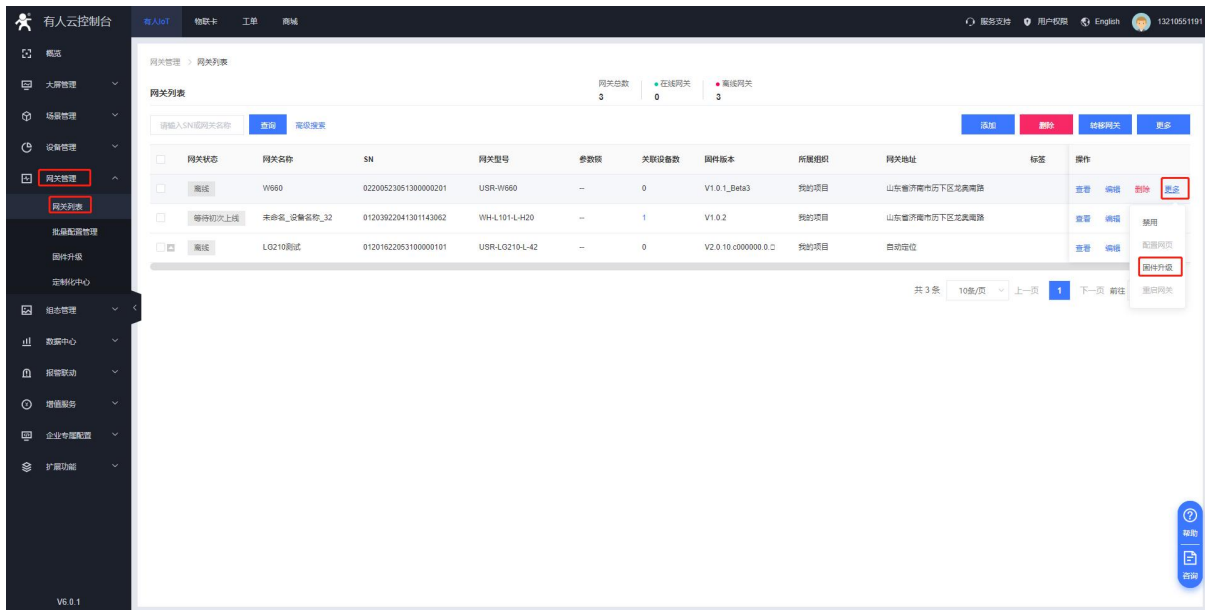 有人云控制台 有人IoT 物联卡 工单 商城 服务支持 用户权限 English 13210551191
概览
大屏管理
场景管理
设备管理
网关管理
网关列表
批量配置管理
固件升级
定制化中心
组态管理
数据中心
报警联动
增值服务
企业专属配置
扩展功能
V6.0.1
网关管理 > 网关列表
网关列表
网关总数 在线网关 离线网关
3 0 3
请输入SN或网关名称 查询 高级搜索 添加 删除 转移网关 更多
网关状态 网关名称 SN 网关型号 参数锁 关联设备数 固件版本 所属组织 网关地址 标签 操作
离线 W660 02200523051300000201 USR-W660 -- 0 V1.0.1_Beta3 我的项目 山东省济南市历下区龙奥南路 查看 编辑 删除 更多
等待初次上线 未命名_设备名称_32 01203922041301143062 WH-L101-L-H20 -- 1 V1.0.2 我的项目 山东省济南市历下区龙奥南路 查看 编辑
离线 LG210测试 01201622053100000101 USR-LG210-L-42 -- 0 V2.0.10.c000000.0. 我的项目 自动定位 查看 编辑
禁用
配置网页
固件升级
重启网关
共 3 条 10条/页 上一页 1 下一页 前往
帮助
咨询